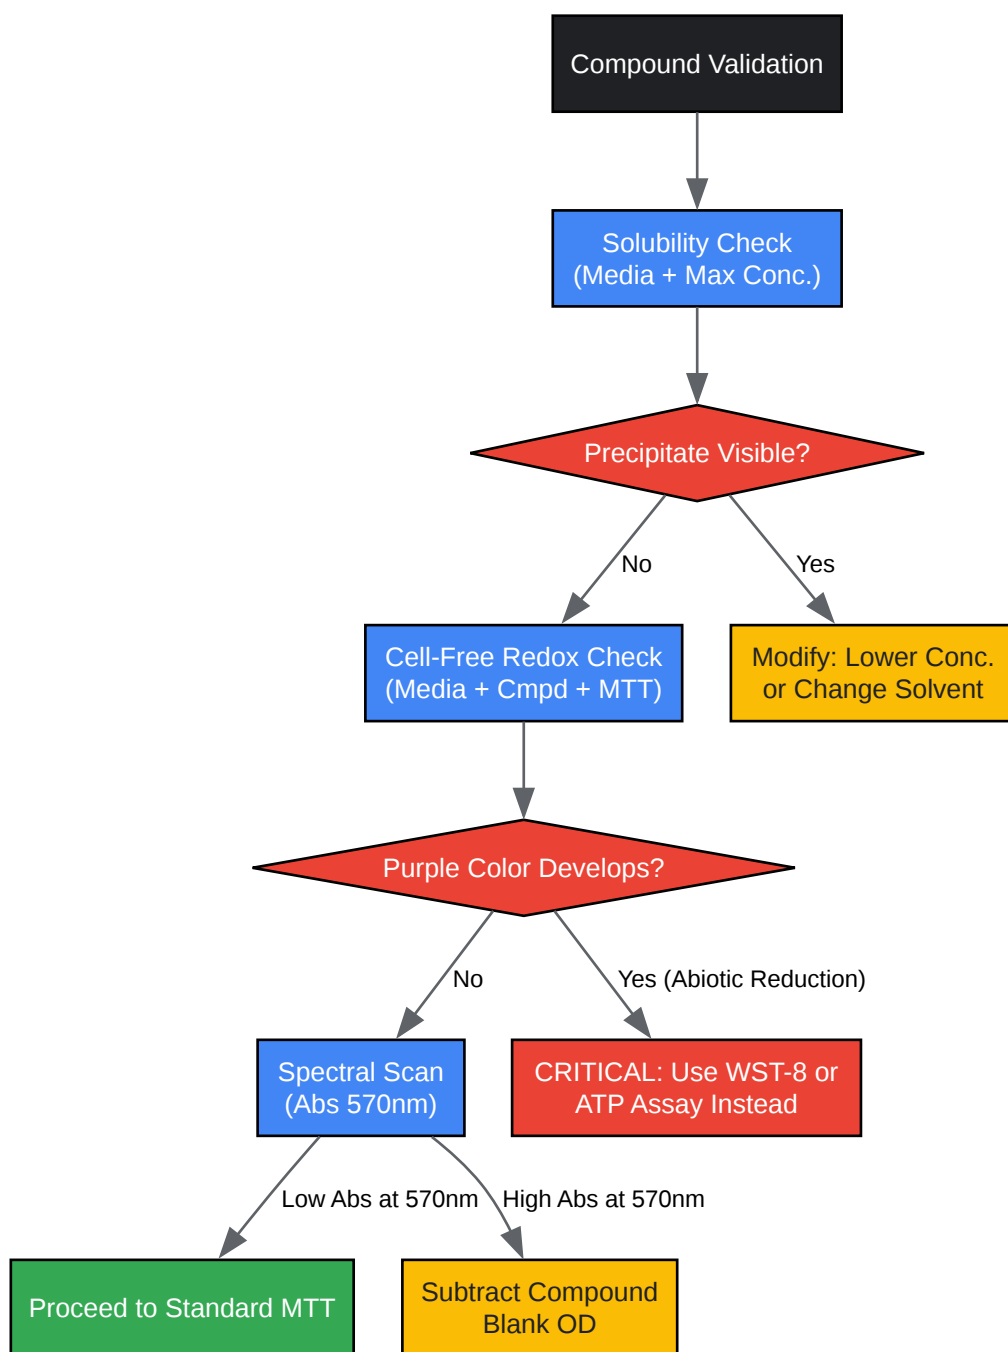 Compound Validation
Solubility Check
(Media + Max Conc.)
Precipitate Visible?
No
Yes
Cell-Free Redox Check
(Media + Cmpd + MTT)
Modify: Lower Conc.
or Change Solvent
Purple Color Develops?
No
Yes (Abiotic Reduction)
Spectral Scan
(Abs 570nm)
CRITICAL: Use WST-8 or
ATP Assay Instead
Low Abs at 570nm
High Abs at 570nm
Proceed to Standard MTT
Subtract Compound
Blank OD